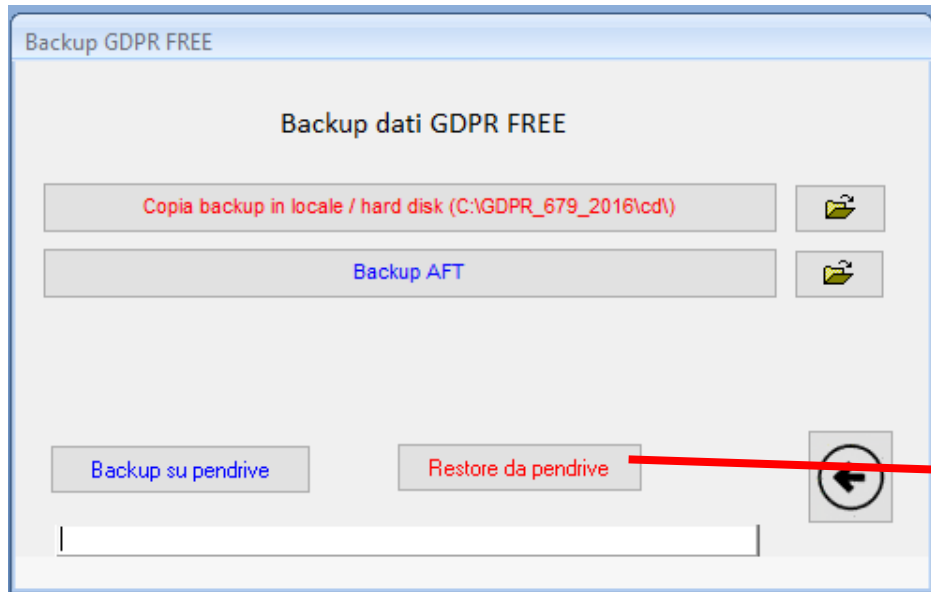 Backup GDPR FREE
Backup dati GDPR FREE
Copia backup in locale / hard disk (C:\GDPR_679_2016\cd\)
Backup AFT
Backup su pendrive
Restore da pendrive